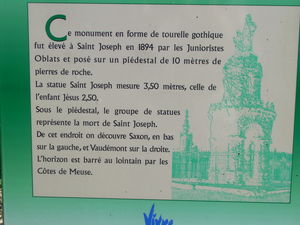 Ce monument en forme de tourelle gothique
fut élevé à Saint Joseph en 1894 par les Junioristes
Oblats et posé sur un piédestal de 10 mètres de
pierres de roche.
La statue Saint Joseph mesure 3,50 mètres, celle de
l'enfant Jésus 2,50.
Sous le piédestal, le groupe de statues
représente la mort de Saint Joseph.
De cet endroit on découvre Saxon, en bas
sur la gauche, et Vaudémont sur la droite.
L'horizon est barré au lointain par les
Côtes de Meuse.
Vivre